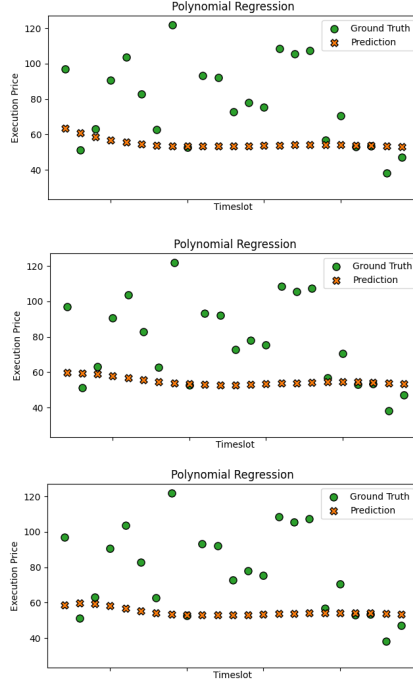 Polynomial Regression
Ground Truth
Prediction
120
100
80
60
40
Execution Price
Timeslot
Polynomial Regression
Ground Truth
Prediction
120
100
80
60
40
Execution Price
Timeslot
Polynomial Regression
Ground Truth
Prediction
120
100
80
60
40
Execution Price
Timeslot